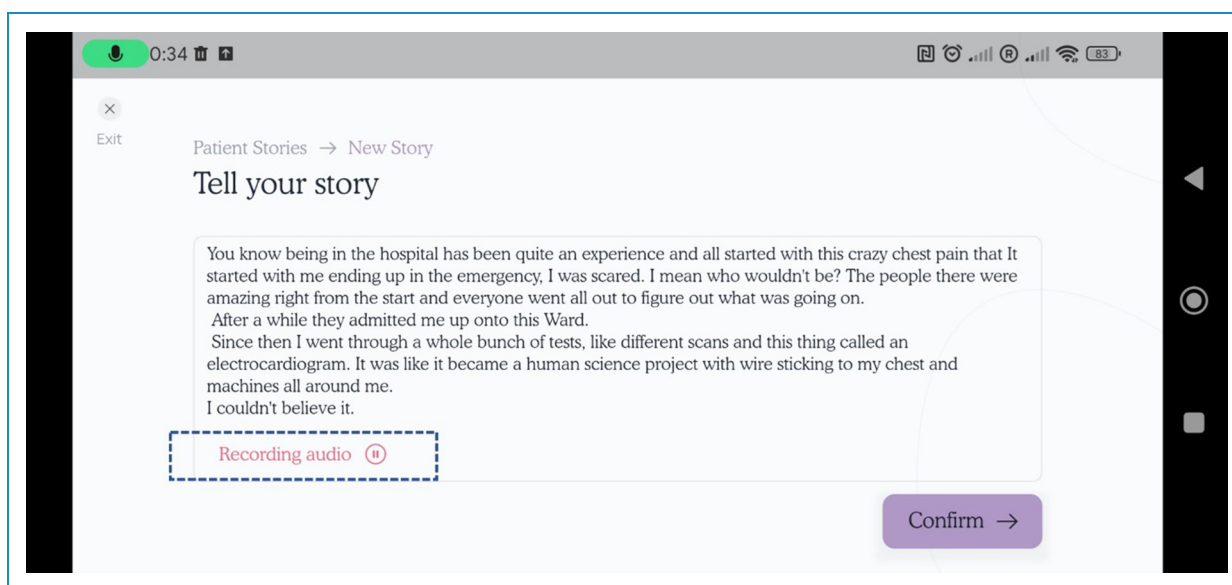 0:34
83
Exit
Patient Stories → New Story
Tell your story
You know being in the hospital has been quite an experience and all started with this crazy chest pain that It
started with me ending up in the emergency, I was scared. I mean who wouldn't be? The people there were
amazing right from the start and everyone went all out to figure out what was going on.
After a while they admitted me up onto this Ward.
Since then I went through a whole bunch of tests, like different scans and this thing called an
electrocardiogram. It was like it became a human science project with wire sticking to my chest and
machines all around me.
I couldn't believe it.
Recording audio
Confirm →